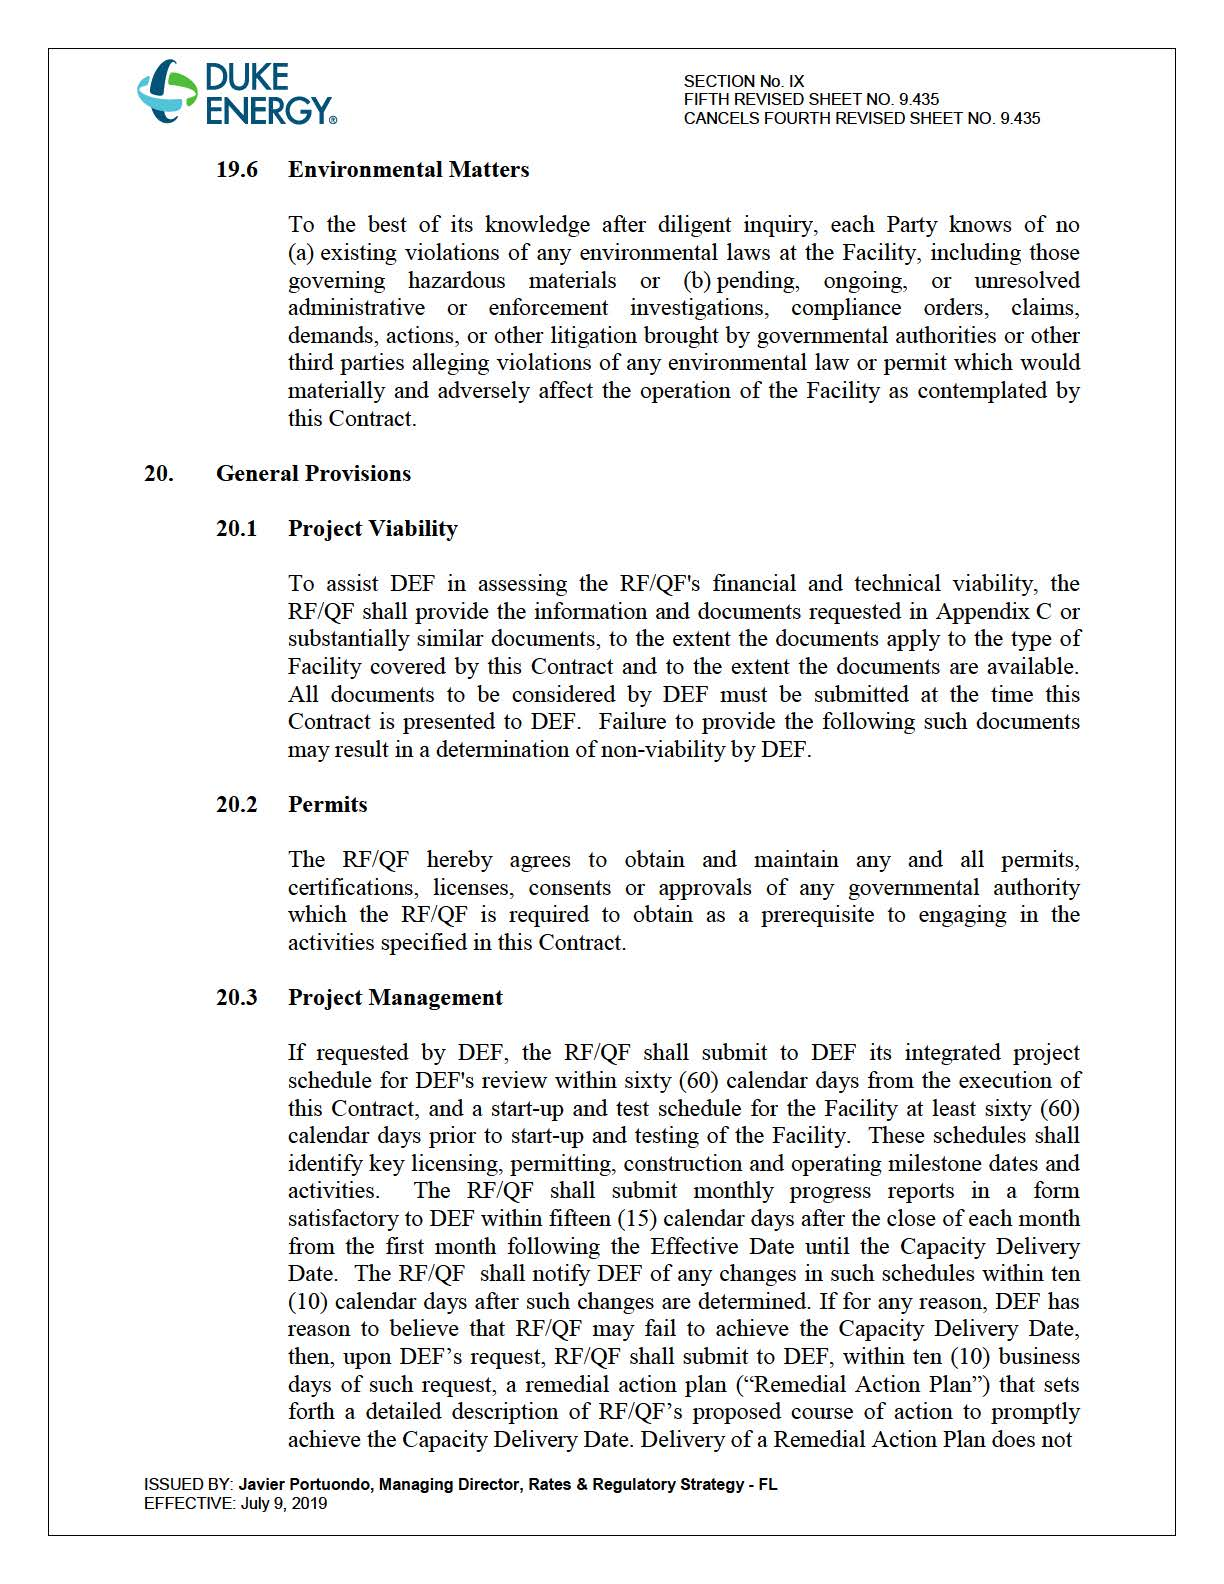 DUKE
ENERGY®
SECTION No. IX
FIFTH REVISED SHEET NO. 9.435
CANCELS FOURTH REVISED SHEET NO. 9.435
19.6 Environmental Matters
To the best of its knowledge after diligent inquiry, each Party knows of no
(a) existing violations of any environmental laws at the Facility, including those
governing hazardous materials or (b) pending, ongoing, or unresolved
administrative or enforcement investigations, compliance orders, claims,
demands, actions, or other litigation brought by governmental authorities or other
third parties alleging violations of any environmental law or permit which would
materially and adversely affect the operation of the Facility as contemplated by
this Contract.
20. General Provisions
20.1 Project Viability
To assist DEF in assessing the RF/QF's financial and technical viability, the
RF/QF shall provide the information and documents requested in Appendix C or
substantially similar documents, to the extent the documents apply to the type of
Facility covered by this Contract and to the extent the documents are available.
All documents to be considered by DEF must be submitted at the time this
Contract is presented to DEF.  Failure to provide the following such documents
may result in a determination of non-viability by DEF.
20.2 Permits
The RF/QF hereby agrees to obtain and maintain any and all permits,
certifications, licenses, consents or approvals of any governmental authority
which the RF/QF is required to obtain as a prerequisite to engaging in the
activities specified in this Contract.
20.3 Project Management
If requested by DEF, the RF/QF shall submit to DEF its integrated project
schedule for DEF's review within sixty (60) calendar days from the execution of
this Contract, and a start-up and test schedule for the Facility at least sixty (60)
calendar days prior to start-up and testing of the Facility.  These schedules shall
identify key licensing, permitting, construction and operating milestone dates and
activities.  The RF/QF shall submit monthly progress reports in a form
satisfactory to DEF within fifteen (15) calendar days after the close of each month
from the first month following the Effective Date until the Capacity Delivery
Date.  The RF/QF  shall notify DEF of any changes in such schedules within ten
(10) calendar days after such changes are determined. If for any reason, DEF has
reason to believe that RF/QF may fail to achieve the Capacity Delivery Date,
then, upon DEF’s request, RF/QF shall submit to DEF, within ten (10) business
days of such request, a remedial action plan (“Remedial Action Plan”) that sets
forth a detailed description of RF/QF’s proposed course of action to promptly
achieve the Capacity Delivery Date. Delivery of a Remedial Action Plan does not
ISSUED BY: Javier Portuondo, Managing Director, Rates & Regulatory Strategy - FL
EFFECTIVE: July 9, 2019